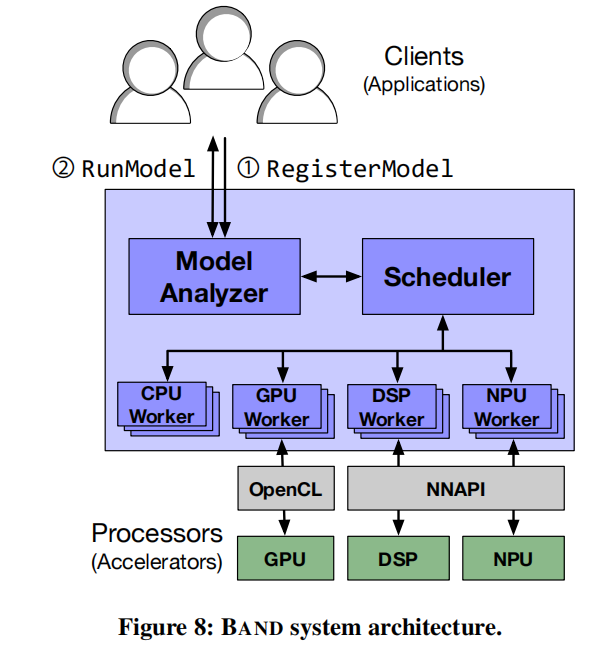 Clients
(Applications)
② RunModel
① RegisterModel
Model
Analyzer
Scheduler
CPU
Worker
GPU
Worker
DSP
Worker
NPU
Worker
OpenCL
NNAPI
Processors
(Accelerators)
GPU
DSP
NPU
Figure 8: BAND system architecture.